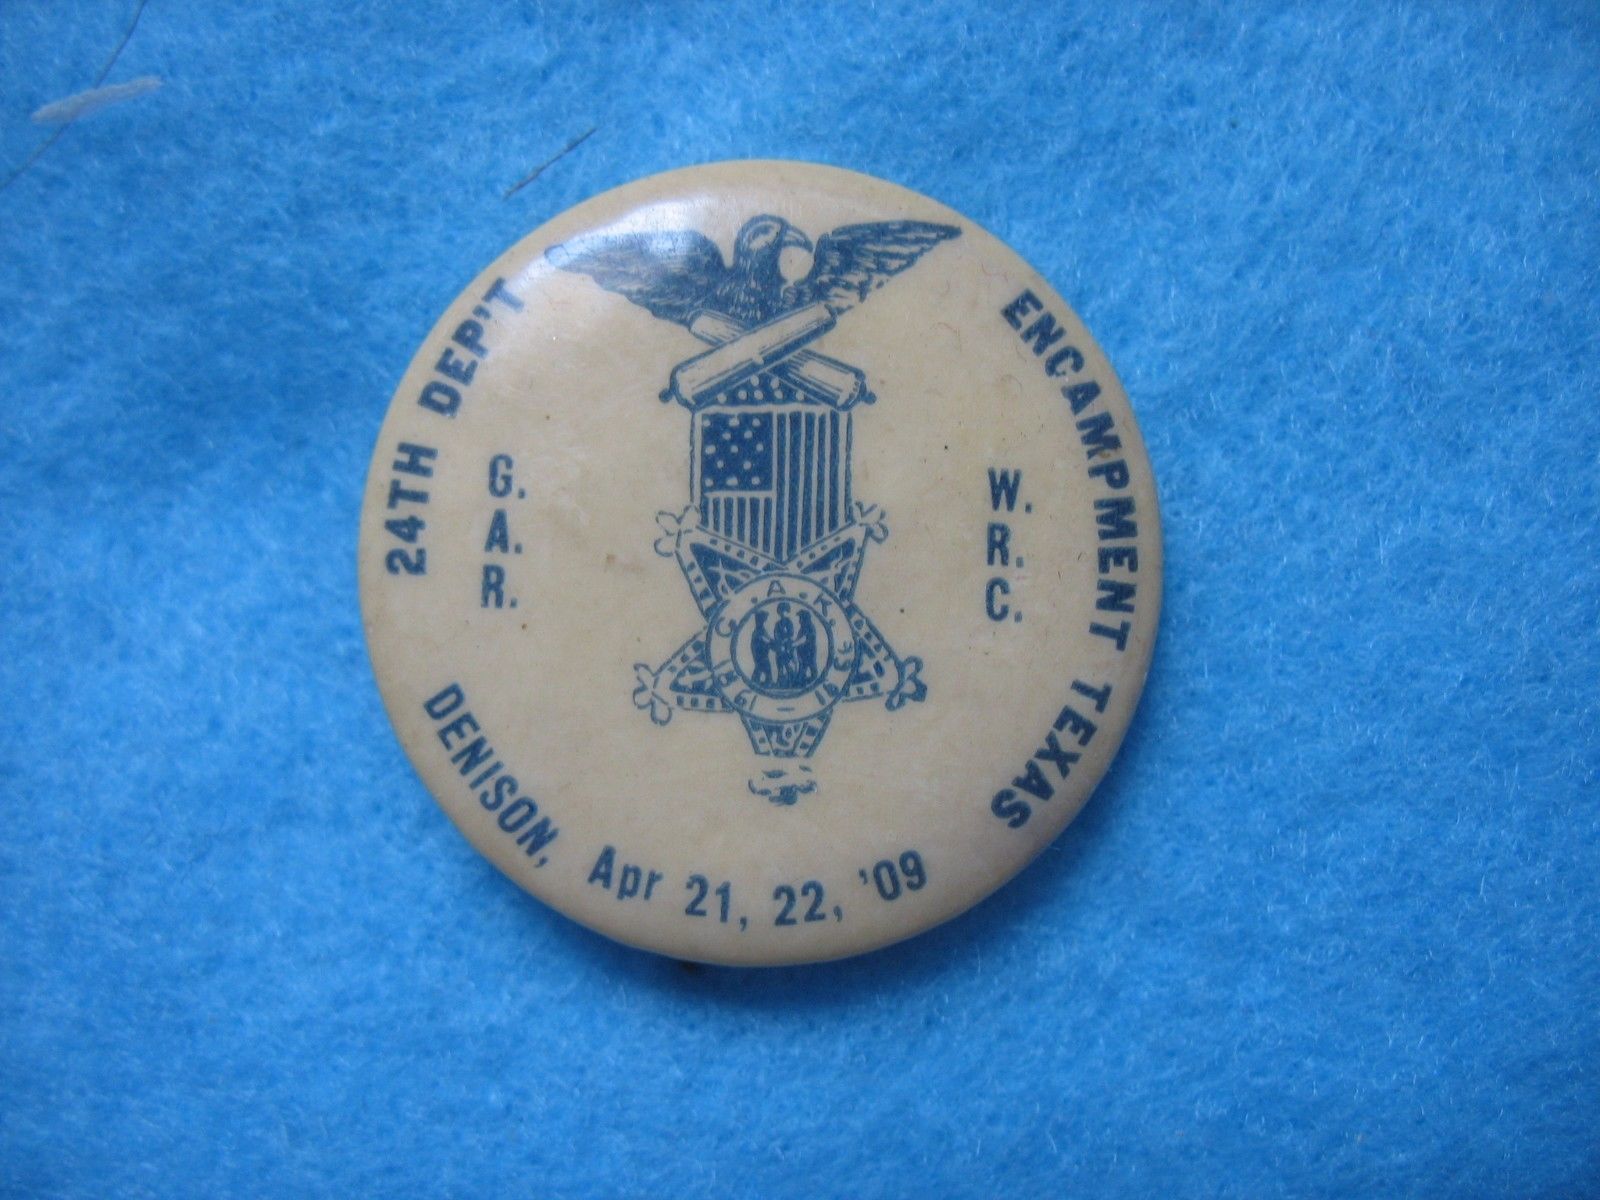 24TH DEP'T ENCAMPMENT TEXAS
G.
A.
R.
W.
R.
C.
DENISON, Apr 21, 22, '09